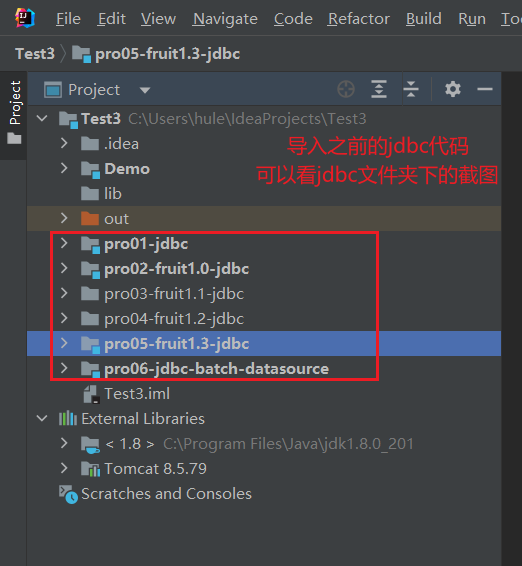 File Edit View Navigate Code Refactor Build Run
Test3 pro05-fruit1.3-jdbc
Project
Project
Test3 C:\Users\hule\IdeaProjects\Test3
.idea
导入之前的jdbc代码
Demo
可以看jdbc文件夹下的截图
lib
out
pro01-jdbc
pro02-fruit1.0-jdbc
pro03-fruit1.1-jdbc
pro04-fruit1.2-jdbc
pro05-fruit1.3-jdbc
pro06-jdbc-batch-datasource
Test3.iml
External Libraries
< 1.8 > C:\Program Files\Java\jdk1.8.0_201
Tomcat 8.5.79
Scratches and Consoles